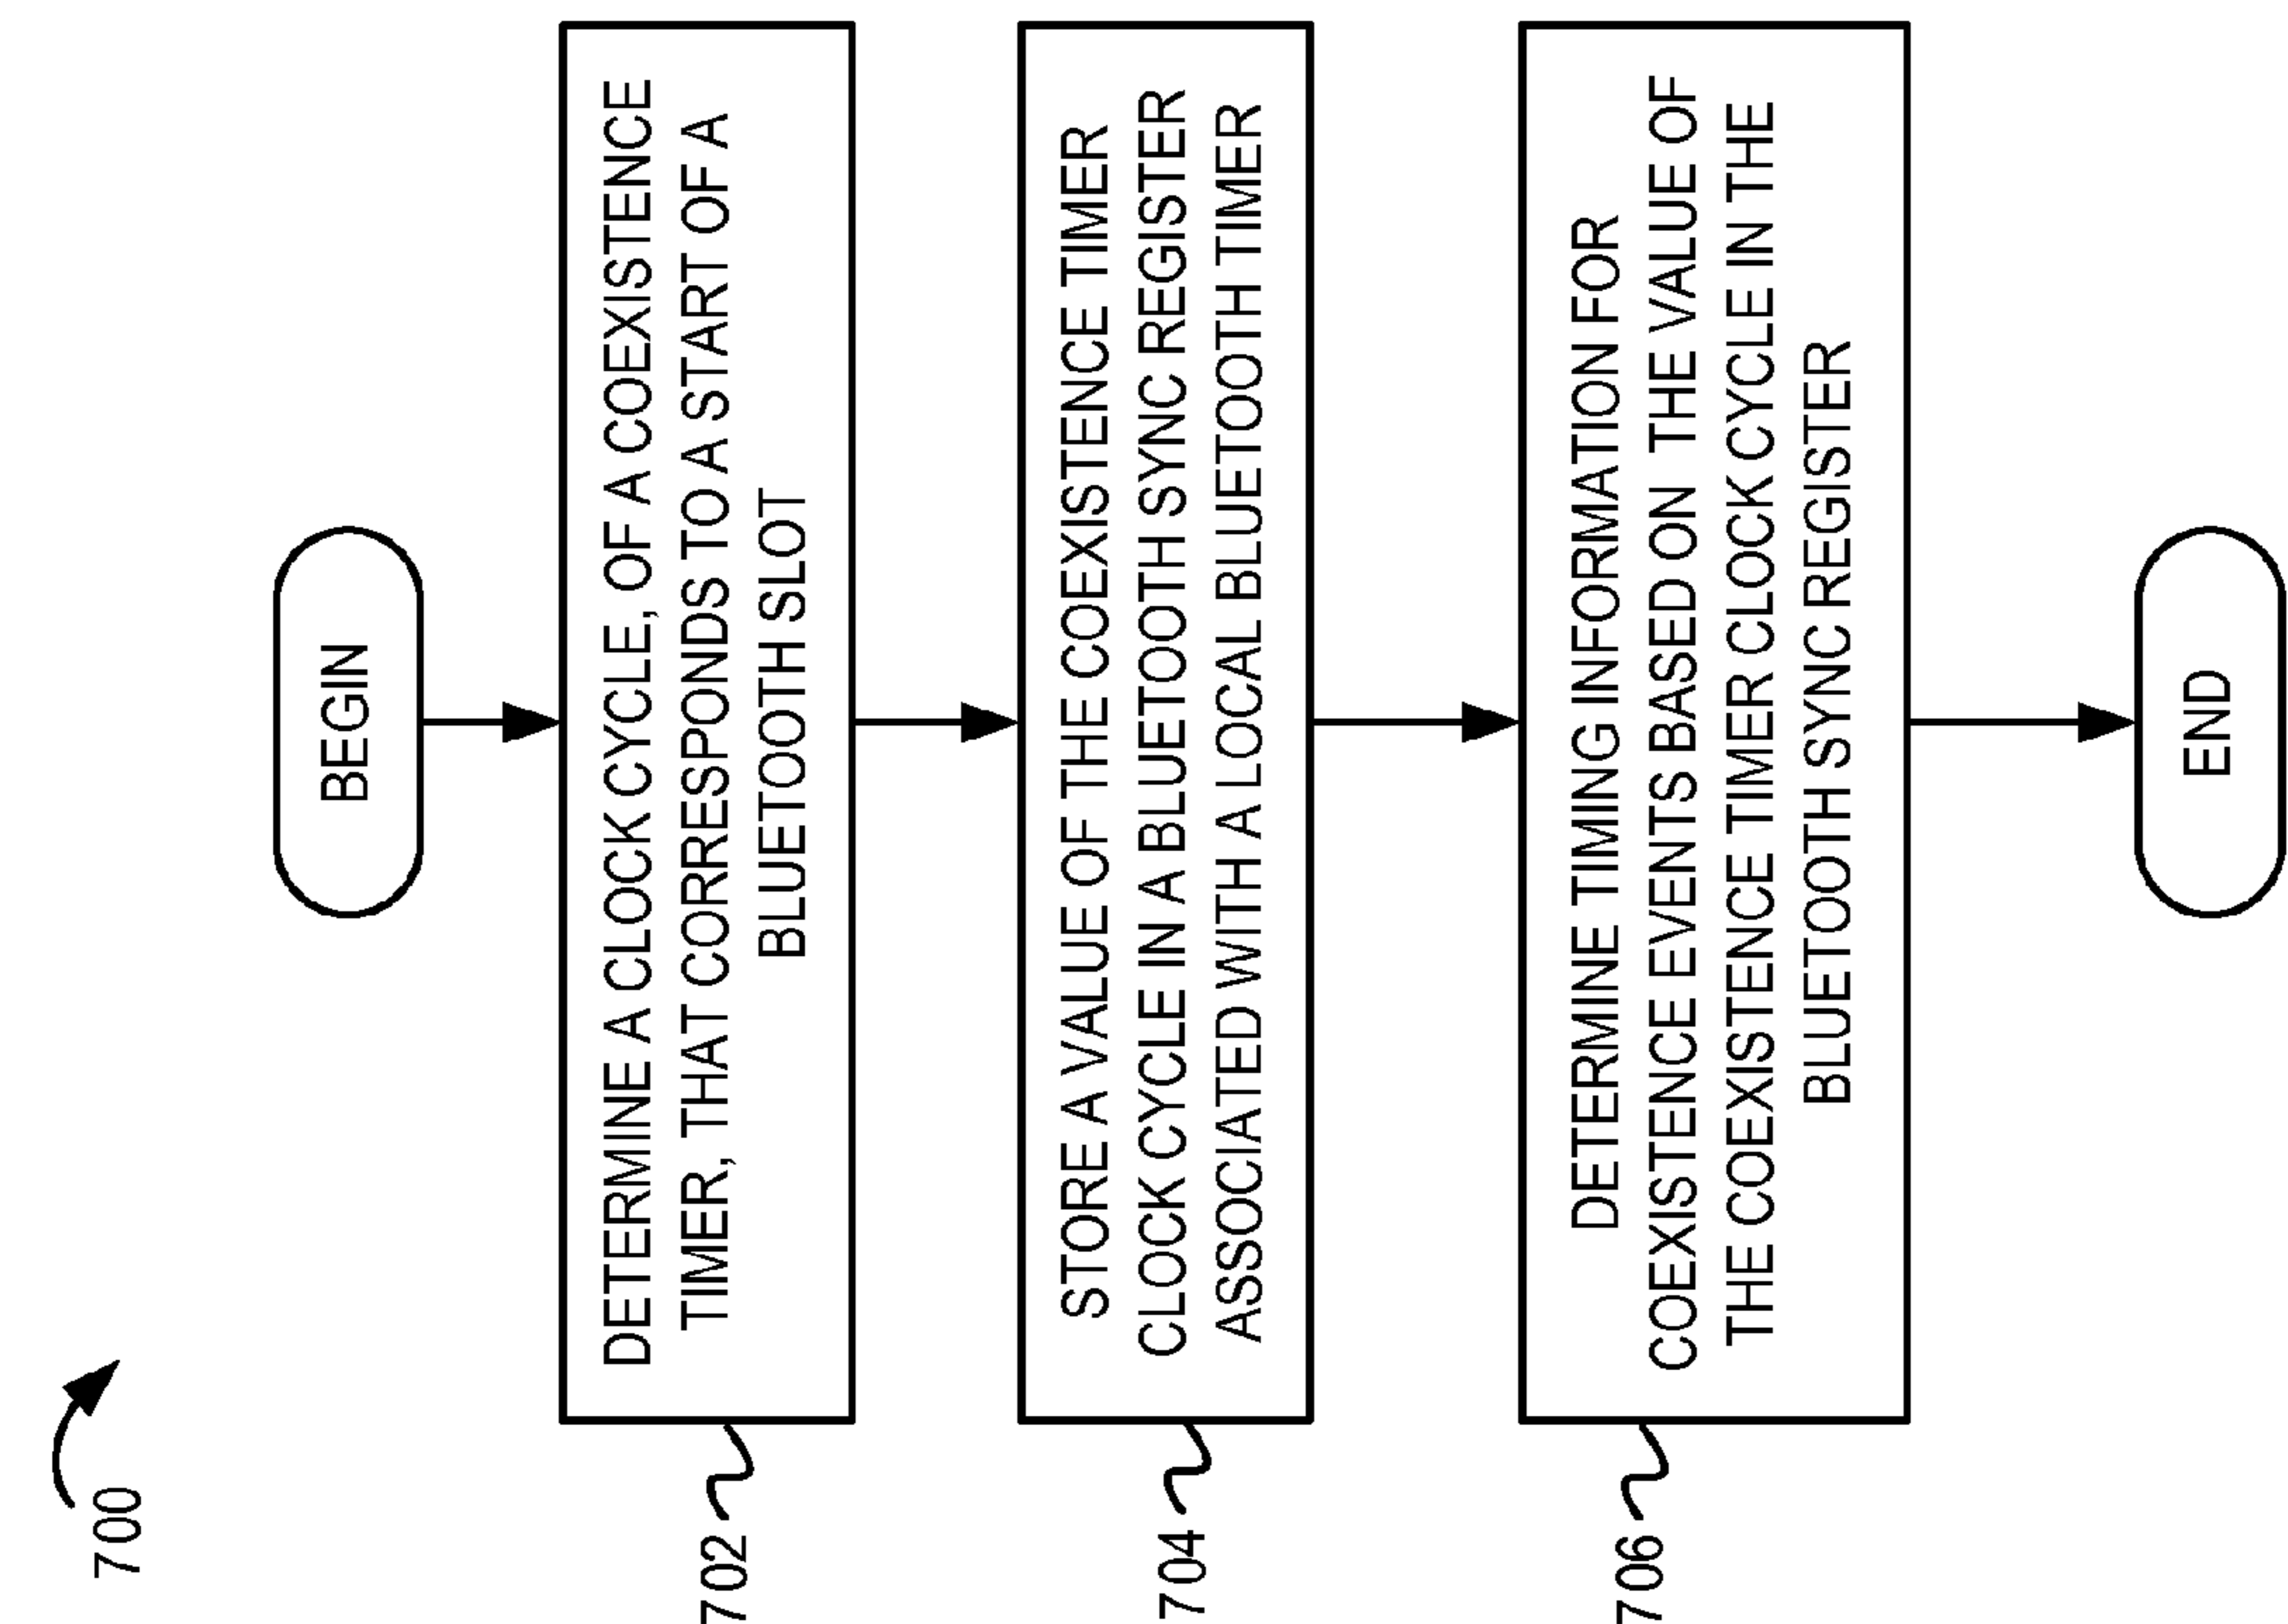 700
BEGIN
702
DETERMINE A CLOCK CYCLE, OF A COEXISTENCE
TIMER, THAT CORRESPONDS TO A START OF A
BLUETOOTH SLOT
704
STORE A VALUE OF THE COEXISTENCE TIMER
CLOCK CYCLE IN A BLUETOOTH SYNC REGISTER
ASSOCIATED WITH A LOCAL BLUETOOTH TIMER
706
DETERMINE TIMING INFORMATION FOR
COEXISTENCE EVENTS BASED ON THE VALUE OF
THE COEXISTENCE TIMER CLOCK CYCLE IN THE
BLUETOOTH SYNC REGISTER
END